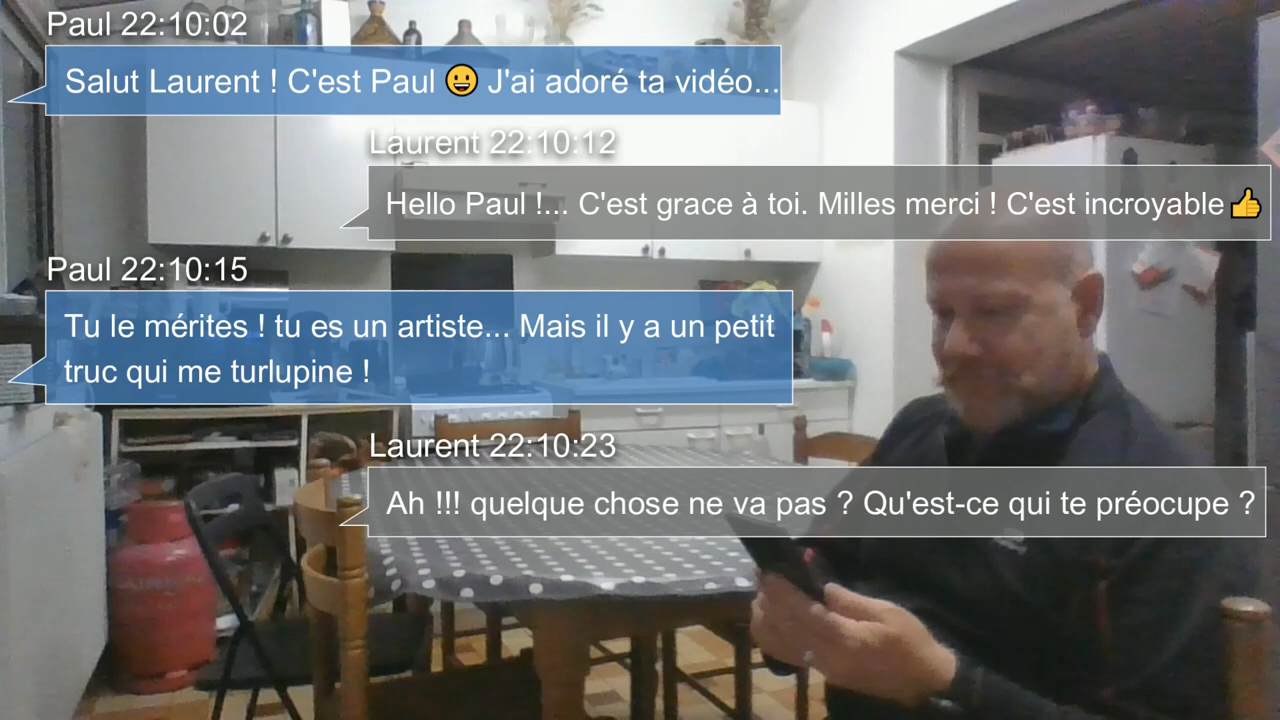 Paul 22:10:02
Salut Laurent ! C'est Paul 😀 J'ai adoré ta vidéo...
Laurent 22:10:12
Hello Paul !... C'est grace à toi. Milles merci ! C'est incroyable👍
Paul 22:10:15
Tu le mérites ! tu es un artiste... Mais il y a un petit
truc qui me turlupine !
Laurent 22:10:23
Ah !!! quelque chose ne va pas ? Qu'est-ce qui te préocupe ?